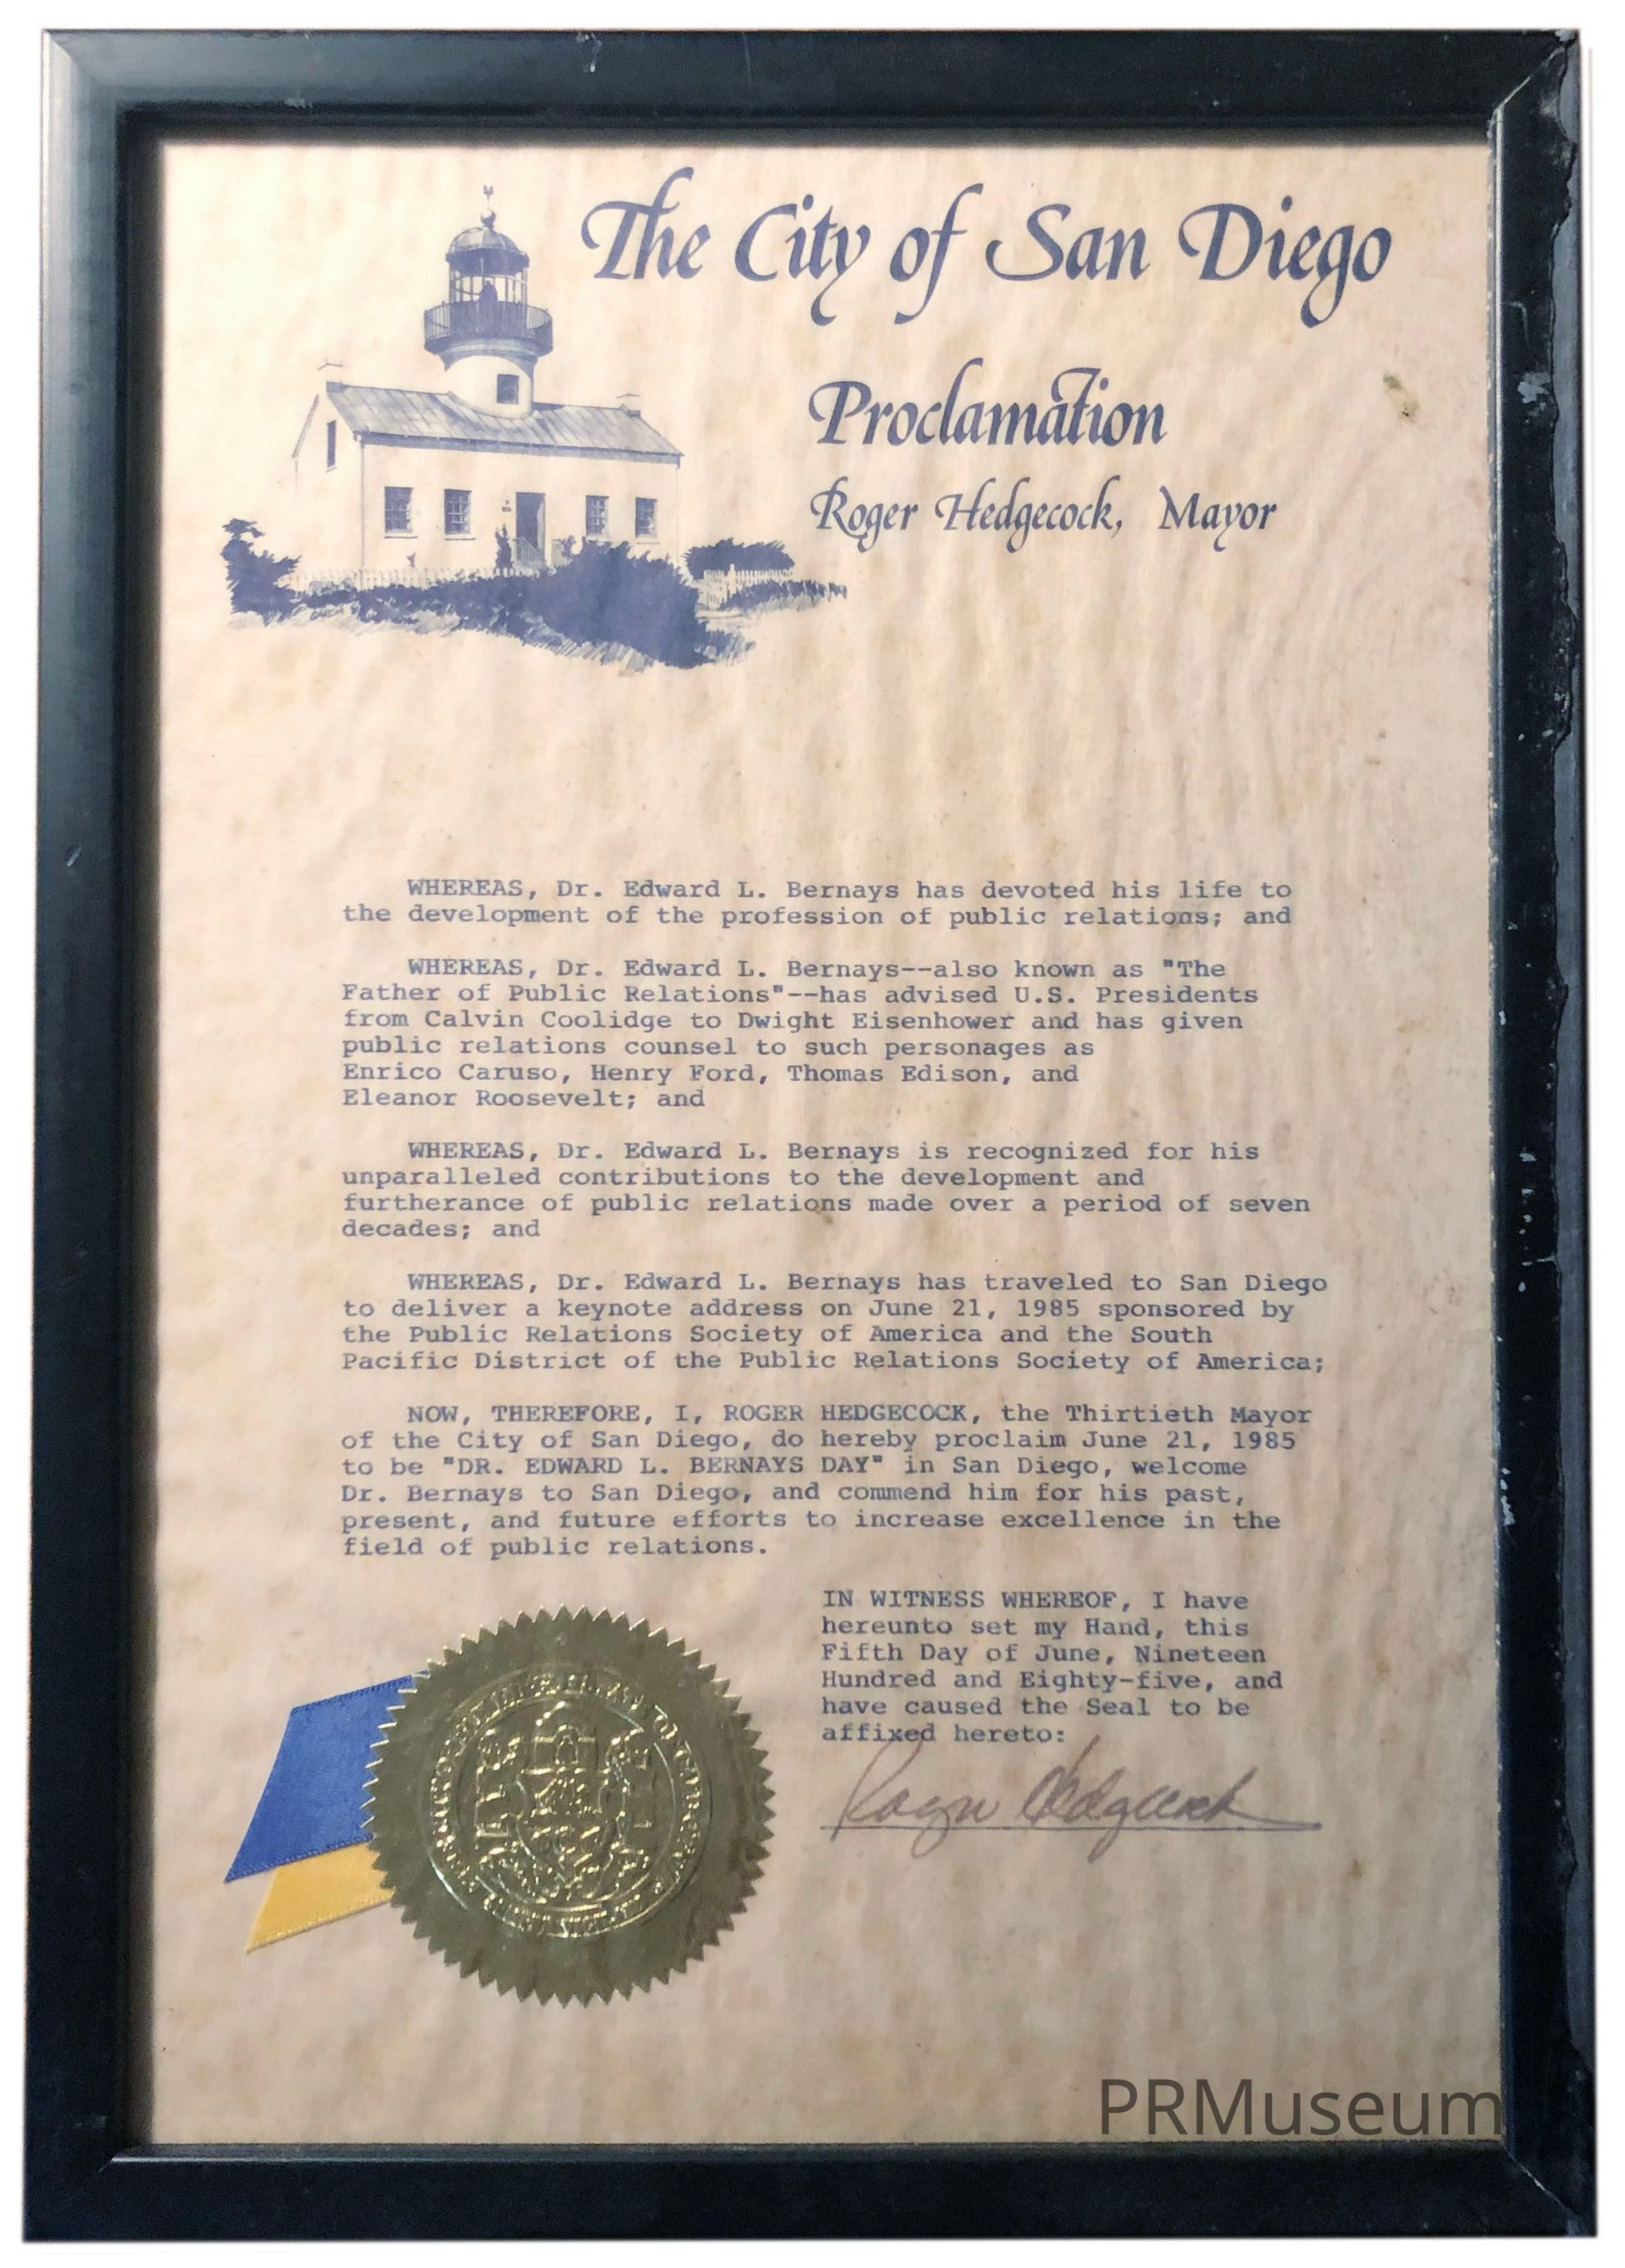 The City of San Diego
Proclamation
Roger Hedgecock, Mayor
WHEREAS, Dr. Edward L. Bernays has devoted his life to
the development of the profession of public relations; and
WHEREAS, Dr. Edward L. Bernays--also known as "The
Father of Public Relations"--has advised U.S. Presidents
from Calvin Coolidge to Dwight Eisenhower and has given
public relations counsel to such personages as
Enrico Caruso, Henry Ford, Thomas Edison, and
Eleanor Roosevelt; and
WHEREAS, Dr. Edward L. Bernays is recognized for his
unparalleled contributions to the development and
furtherance of public relations made over a period of seven
decades; and
WHEREAS, Dr. Edward L. Bernays has traveled to San Diego
to deliver a keynote address on June 21, 1985 sponsored by
the Public Relations Society of America and the South
Pacific District of the Public Relations Society of America;
NOW, THEREFORE, I, ROGER HEDGECOCK, the Thirtieth Mayor
of the City of San Diego, do hereby proclaim June 21, 1985
to be "DR. EDWARD L. BERNAYS DAY" in San Diego, welcome
Dr. Bernays to San Diego, and commend him for his past,
present, and future efforts to increase excellence in the
field of public relations.
IN WITNESS WHEREOF, I have
hereunto set my Hand, this
Fifth Day of June, Nineteen
Hundred and Eighty-five, and
have caused the Seal to be
affixed hereto:
Roger Hedgecock
PRMuseum